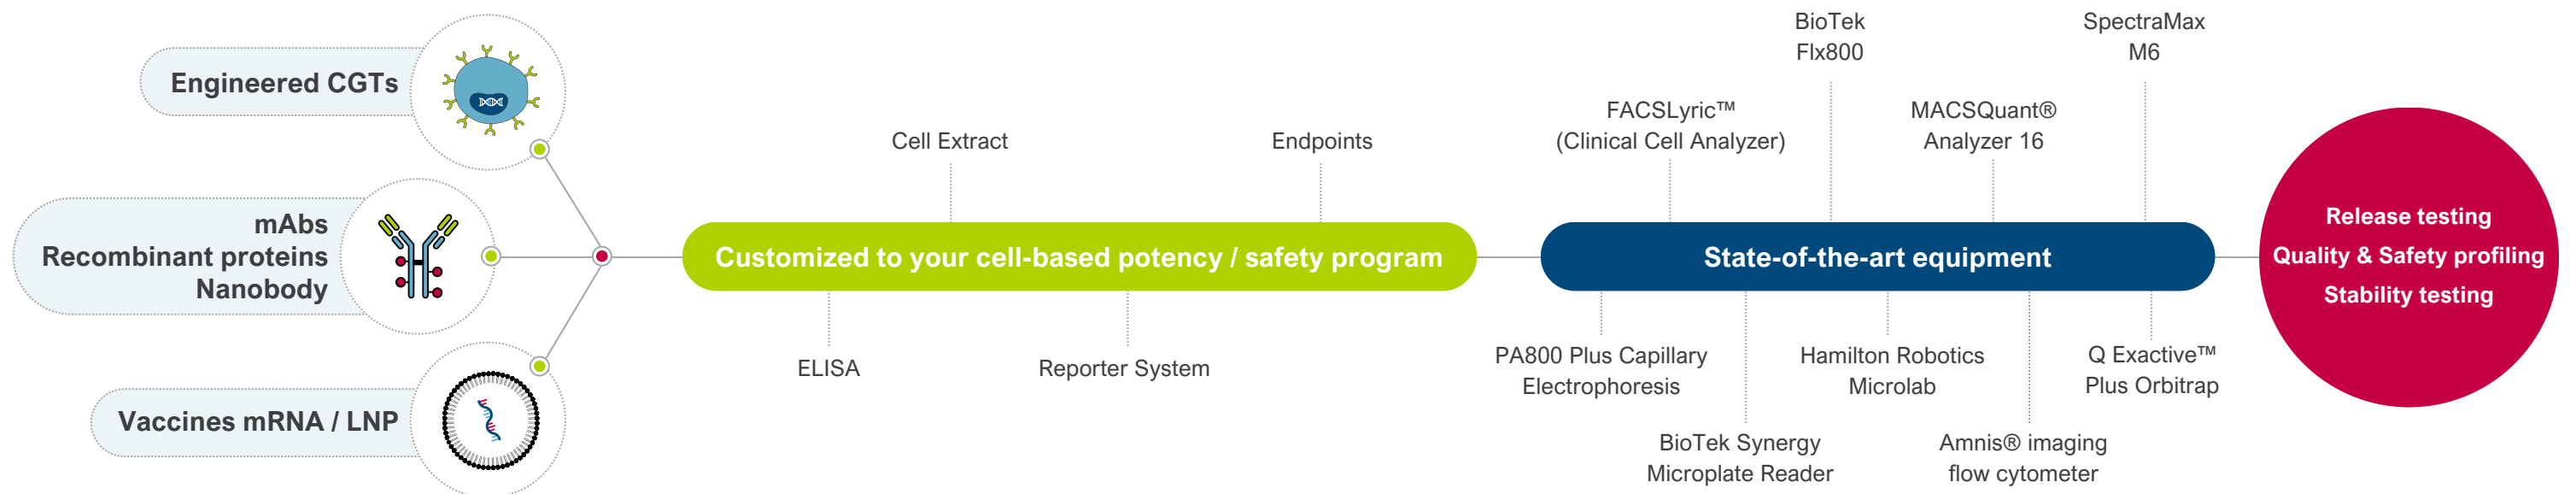 Engineered CGTs
mAbs
Recombinant proteins
Nanobody
Vaccines mRNA / LNP
Cell Extract
Endpoints
Customized to your cell-based potency / safety program
ELISA
Reporter System
FACSLyric™
(Clinical Cell Analyzer)
BioTek
Flx800
MACSQuant®
Analyzer 16
SpectraMax
M6
State-of-the-art equipment
PA800 Plus Capillary
Electrophoresis
BioTek Synergy
Microplate Reader
Hamilton Robotics
Microlab
Amnis® imaging
flow cytometer
Q Exactive™
Plus Orbitrap
Release testing
Quality & Safety profiling
Stability testing